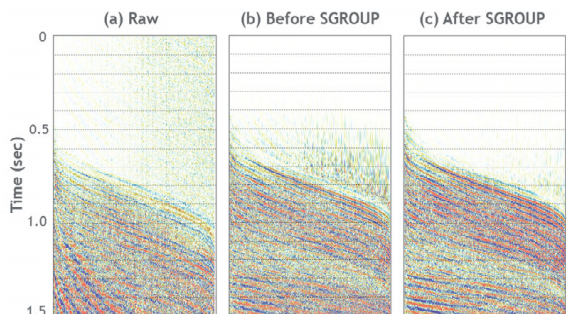 (a) Raw
(b) Before SGROUP
(c) After SGROUP
0
0.5
1.0
1.5
Time (sec)